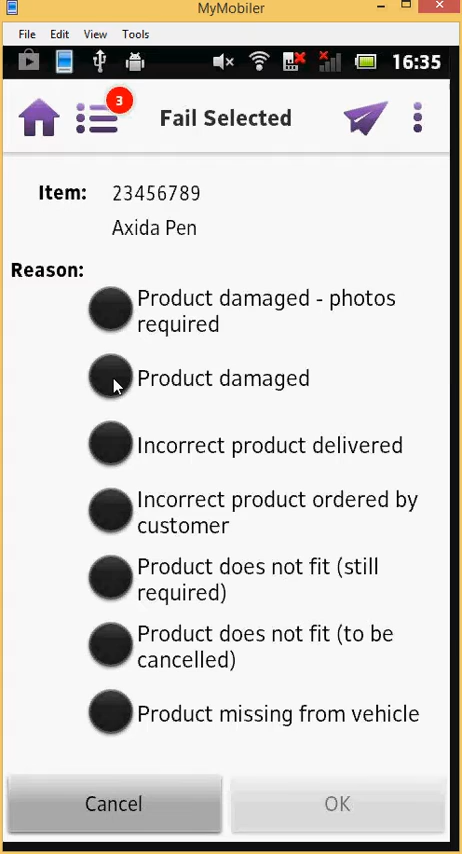 MyMobiler
File Edit View Tools
16:35
3
Fail Selected
Item: 23456789
Axida Pen
Reason:
Product damaged - photos
required
Product damaged
Incorrect product delivered
Incorrect product ordered by
customer
Product does not fit (still
required)
Product does not fit (to be
cancelled)
Product missing from vehicle
Cancel OK